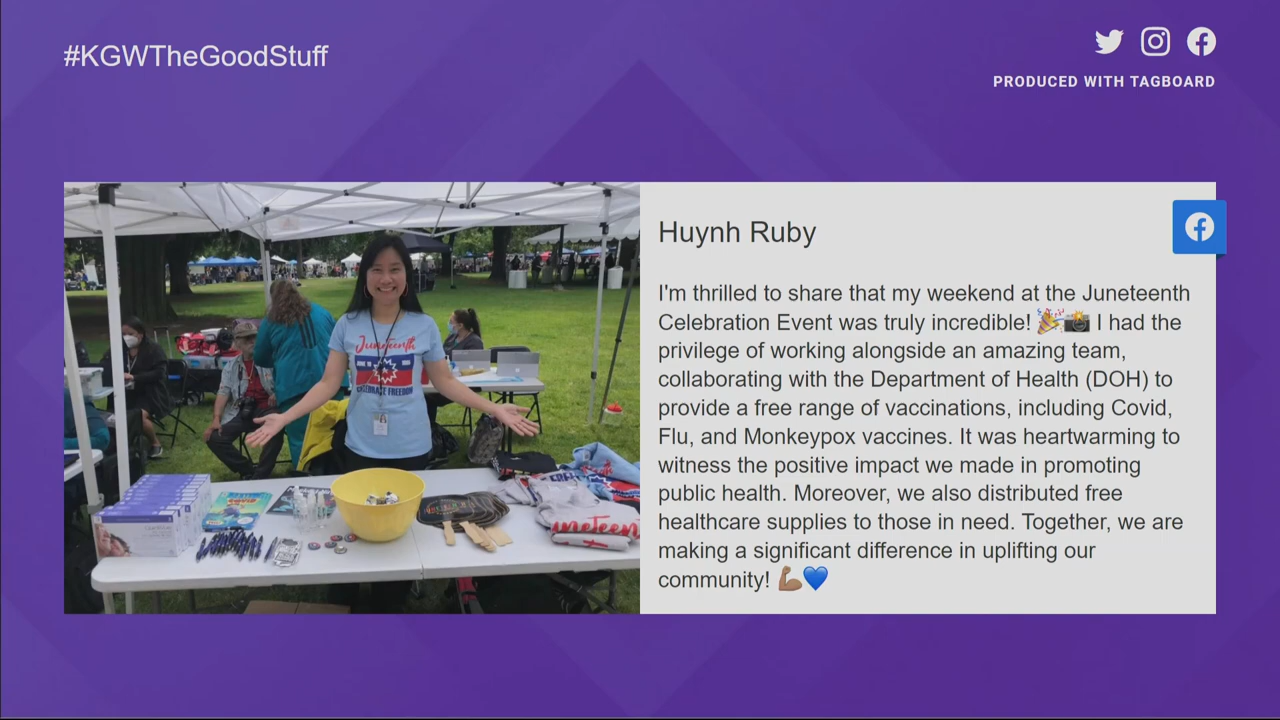 #KGWTheGoodStuff
PRODUCED WITH TAGBOARD
Huynh Ruby
I'm thrilled to share that my weekend at the Juneteenth
Celebration Event was truly incredible! 🎉📸 I had the
privilege of working alongside an amazing team,
collaborating with the Department of Health (DOH) to
provide a free range of vaccinations, including Covid,
Flu, and Monkeypox vaccines. It was heartwarming to
witness the positive impact we made in promoting
public health. Moreover, we also distributed free
healthcare supplies to those in need. Together, we are
making a significant difference in uplifting our
community! 💪🏽💙
Juneteenth
CELEBRATE FREEDOM